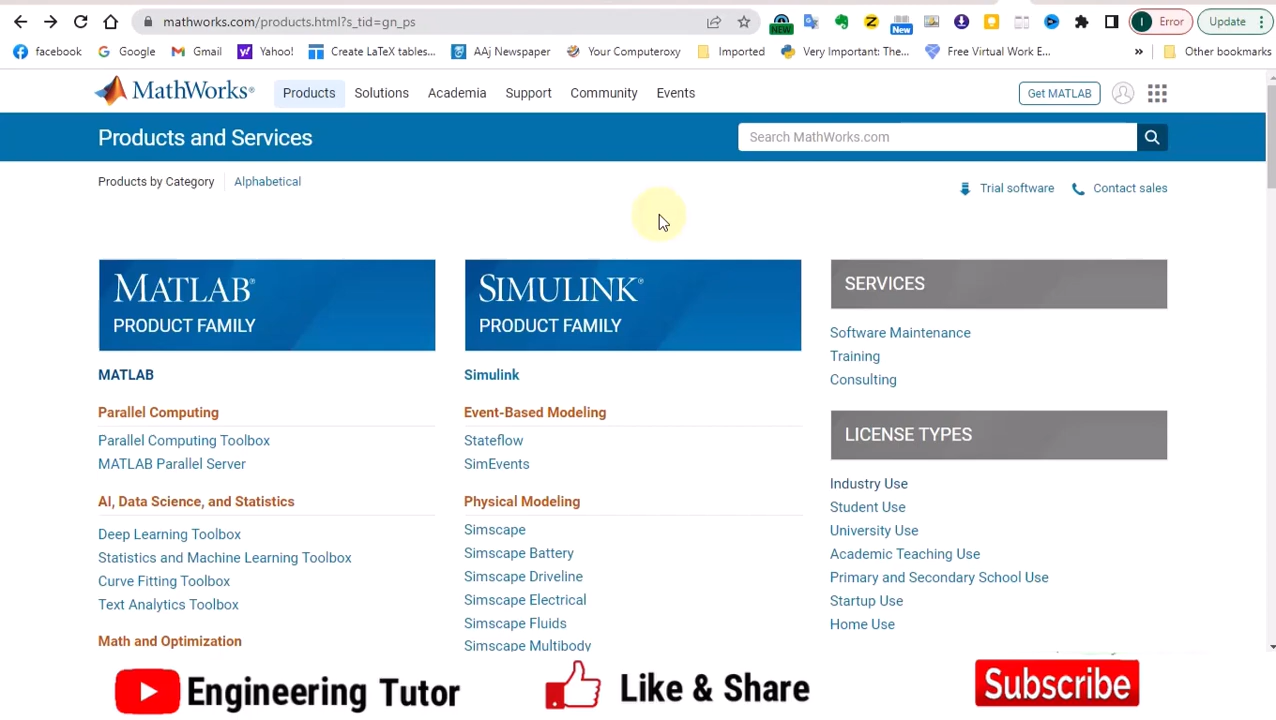 mathworks.com/products.html?s_tid=gn_ps
NEW
New
I Error
Update
facebook
Google
Gmail
Yahoo!
Create LaTeX tables...
AAj Newspaper
Your Computeroxy
Imported
Very Important: The...
Free Virtual Work E...
»
Other bookmarks
MathWorks®
Products
Solutions
Academia
Support
Community
Events
Get MATLAB
Products and Services
Search MathWorks.com
Products by Category
Alphabetical
Trial software
Contact sales
MATLAB®
PRODUCT FAMILY
MATLAB
Parallel Computing
Parallel Computing Toolbox
MATLAB Parallel Server
AI, Data Science, and Statistics
Deep Learning Toolbox
Statistics and Machine Learning Toolbox
Curve Fitting Toolbox
Text Analytics Toolbox
Math and Optimization
SIMULINK®
PRODUCT FAMILY
Simulink
Event-Based Modeling
Stateflow
SimEvents
Physical Modeling
Simscape
Simscape Battery
Simscape Driveline
Simscape Electrical
Simscape Fluids
Simscape Multibody
SERVICES
Software Maintenance
Training
Consulting
LICENSE TYPES
Industry Use
Student Use
University Use
Academic Teaching Use
Primary and Secondary School Use
Startup Use
Home Use
Engineering Tutor
Like & Share
Subscribe